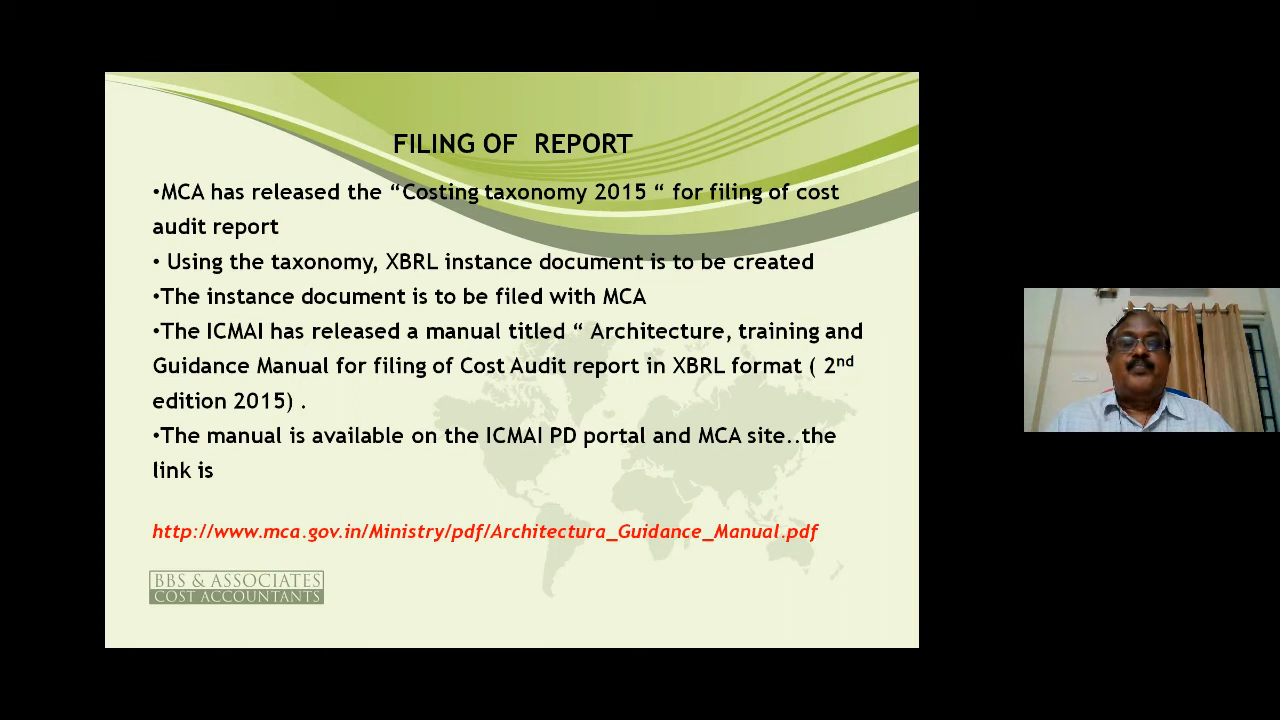 FILING OF REPORT
•MCA has released the “Costing taxonomy 2015 “ for filing of cost
audit report
• Using the taxonomy, XBRL instance document is to be created
•The instance document is to be filed with MCA
•The ICMAI has released a manual titled “ Architecture, training and
Guidance Manual for filing of Cost Audit report in XBRL format ( 2nd
edition 2015) .
•The manual is available on the ICMAI PD portal and MCA site..the
link is
http://www.mca.gov.in/Ministry/pdf/Architectura_Guidance_Manual.pdf
BBS & ASSOCIATES
COST ACCOUNTANTS